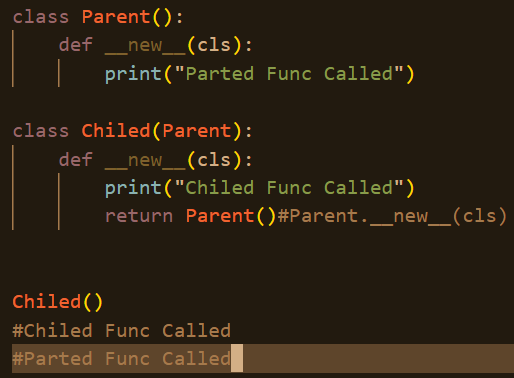 class Parent():
    def __new__(cls):
        print("Parted Func Called")

class Chiled(Parent):
    def __new__(cls):
        print("Chiled Func Called")
        return Parent()#Parent.__new__(cls)


Chiled()
#Chiled Func Called
#Parted Func Called